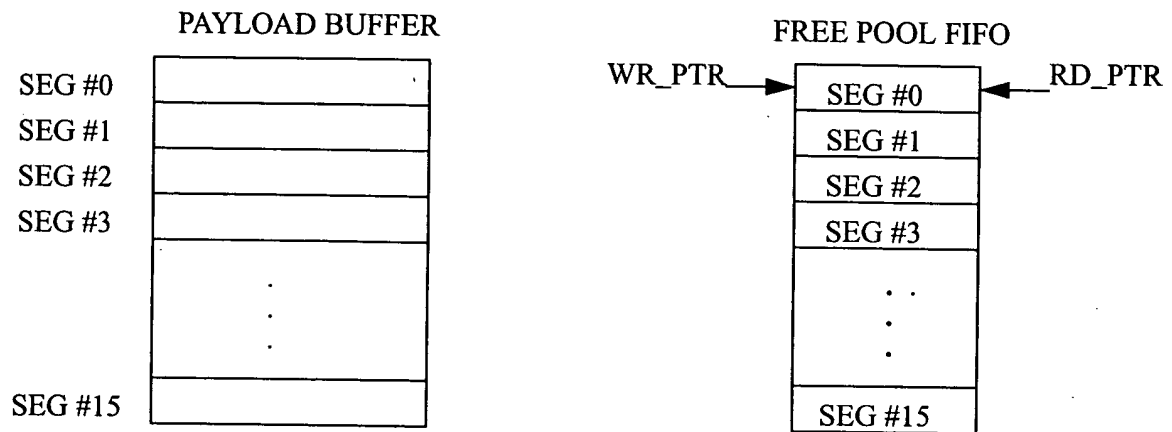 PAYLOAD BUFFER
SEG #0
SEG #1
SEG #2
SEG #3
SEG #15
FREE POOL FIFO
WR_PTR
RD_PTR
SEG #0
SEG #1
SEG #2
SEG #3
SEG #15